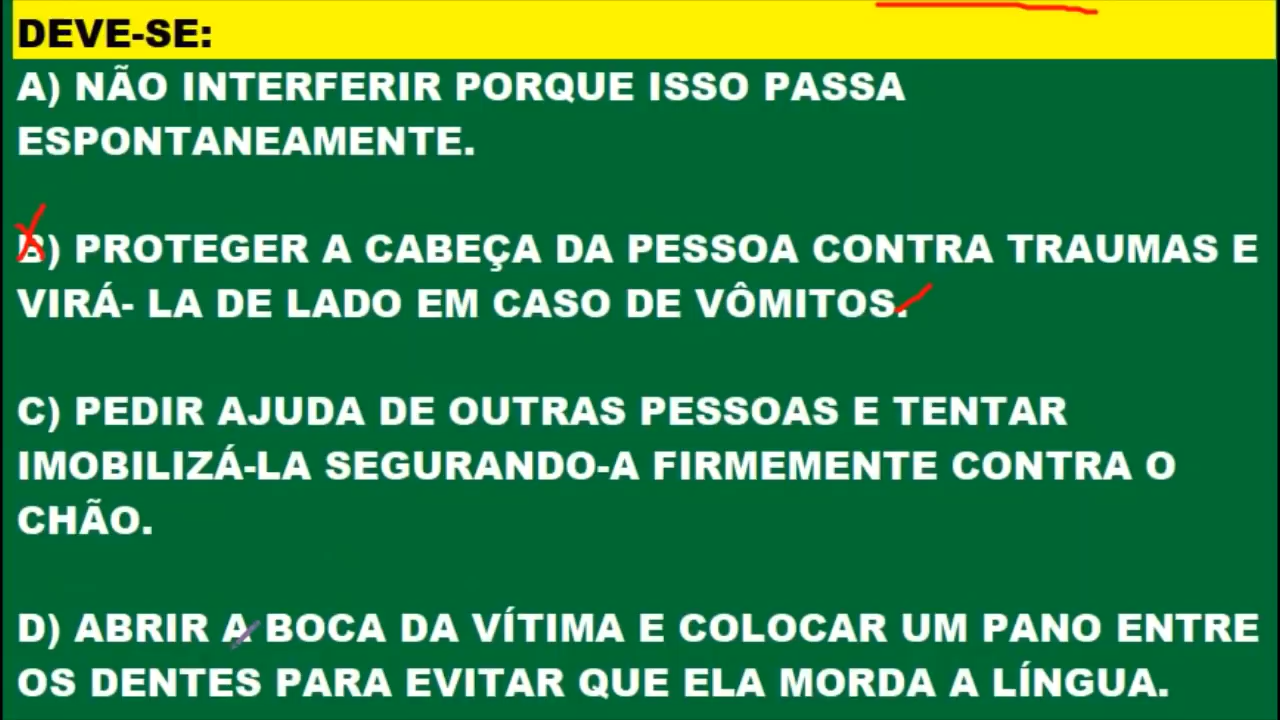 DEVE-SE:
A) NÃO INTERFERIR PORQUE ISSO PASSA
ESPONTANEAMENTE.
B) PROTEGER A CABEÇA DA PESSOA CONTRA TRAUMAS E
VIRÁ- LA DE LADO EM CASO DE VÔMITOS.
C) PEDIR AJUDA DE OUTRAS PESSOAS E TENTAR
IMOBILIZÁ-LA SEGURANDO-A FIRMEMENTE CONTRA O
CHÃO.
D) ABRIR A BOCA DA VÍTIMA E COLOCAR UM PANO ENTRE
OS DENTES PARA EVITAR QUE ELA MORDA A LÍNGUA.